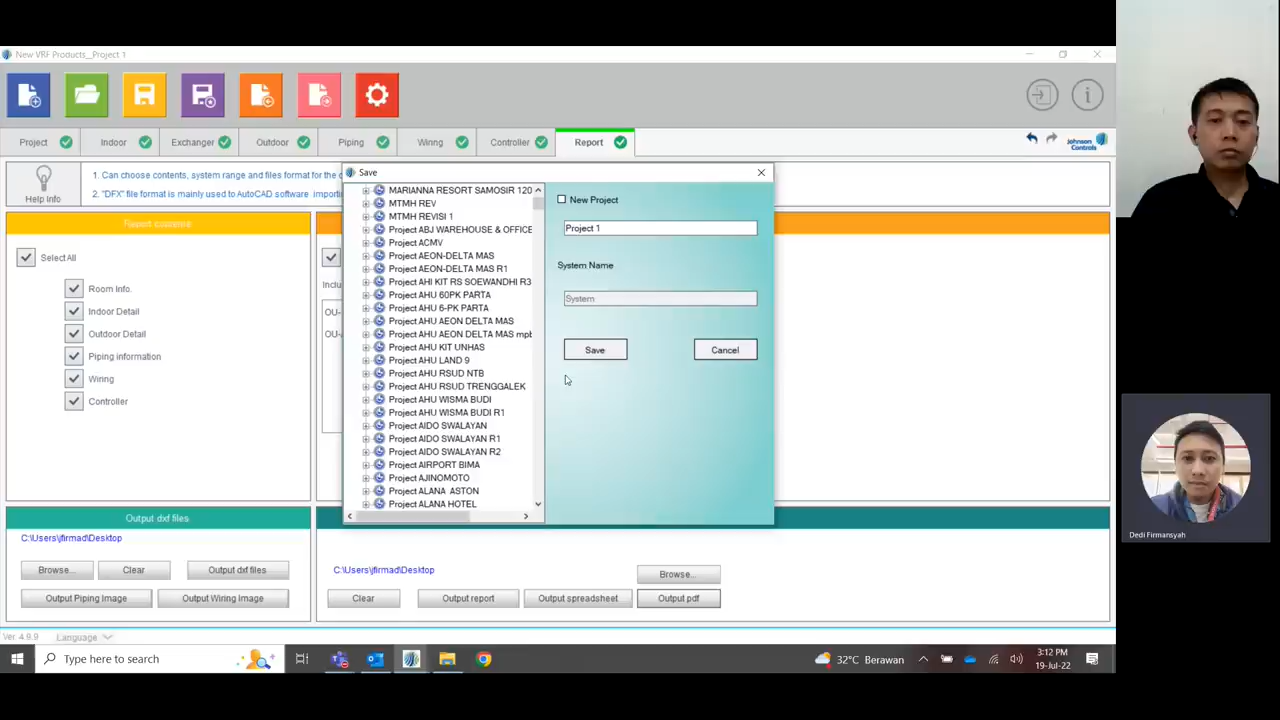 New VRF Products__Project 1
Project
Indoor
Exchanger
Outdoor
Piping
Wiring
Controller
Report
Johnson Controls
Help Info
1. Can choose contents, system range and files format for the
2. "DFX" file format is mainly used to AutoCAD software
Save
MARIANNA RESORT SAMOSIR 120
MTMH REV
MTMH REVISI 1
Project ABJ WAREHOUSE & OFFICE
Project ACMV
Project AEON-DELTA MAS
Project AEON-DELTA MAS R1
Project AHI KIT RS SOEWANDHI R3
Project AHU 60PK PARTA
Project AHU 6-PK PARTA
Project AHU AEON DELTA MAS
Project AHU AEON DELTA MAS mpb
Project AHU KIT UNHAS
Project AHU LAND 9
Project AHU RSUD NTB
Project AHU RSUD TRENGGALEK
Project AHU WISMA BUDI
Project AHU WISMA BUDI R1
Project AIDO SWALAYAN
Project AIDO SWALAYAN R1
Project AIDO SWALAYAN R2
Project AIRPORT BIMA
Project AJINOMOTO
Project ALANA ASTON
Project ALANA HOTEL
New Project
Project 1
System Name
System
Save
Cancel
Select All
Room Info.
Indoor Detail
Outdoor Detail
Piping information
Wiring
Controller
Inclu
OU-
OU-
Output dxf files
C:\Users\jfirmad\Desktop
Browse...
Clear
Output dxf files
Output Piping Image
Output Wiring Image
C:\Users\jfirmad\Desktop
Browse...
Clear
Output report
Output spreadsheet
Output pdf
Ver. 4.9.9
Language
Type here to search
32°C Berawan
3:12 PM
19-Jul-22
Dedi Firmansyah